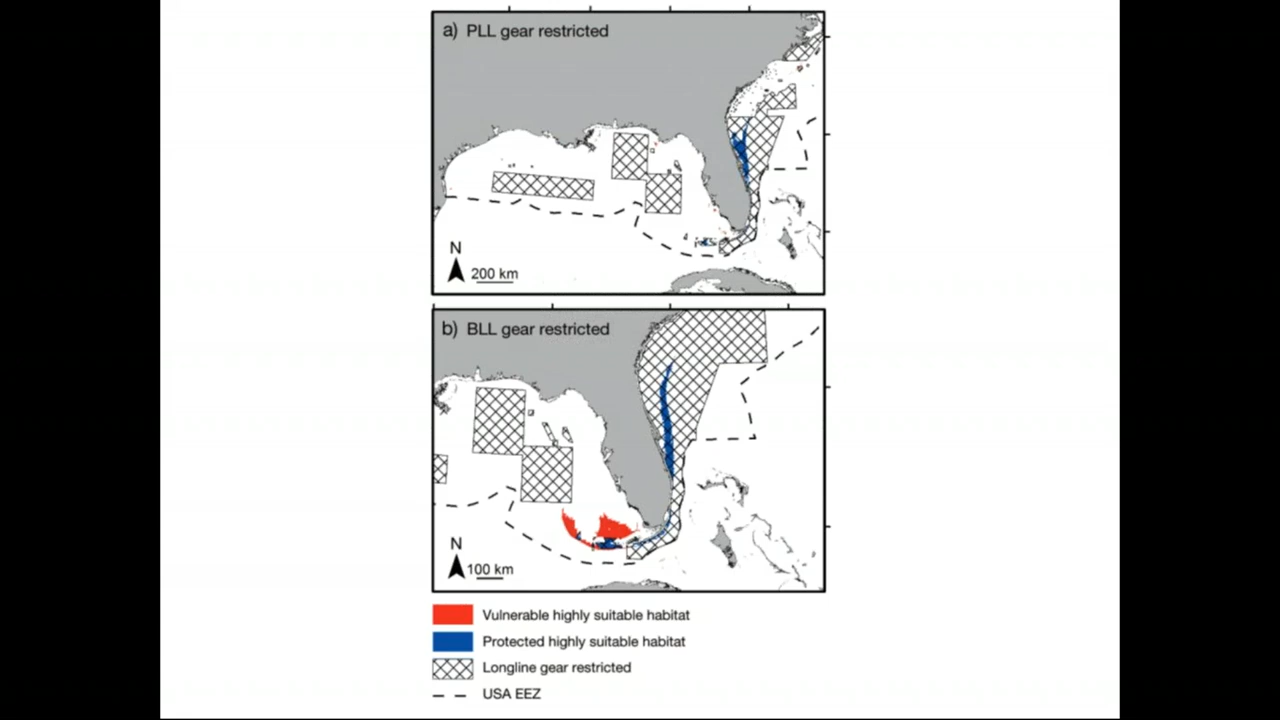 a) PLL gear restricted
N
200 km
b) BLL gear restricted
N
100 km
Vulnerable highly suitable habitat
Protected highly suitable habitat
Longline gear restricted
USA EEZ